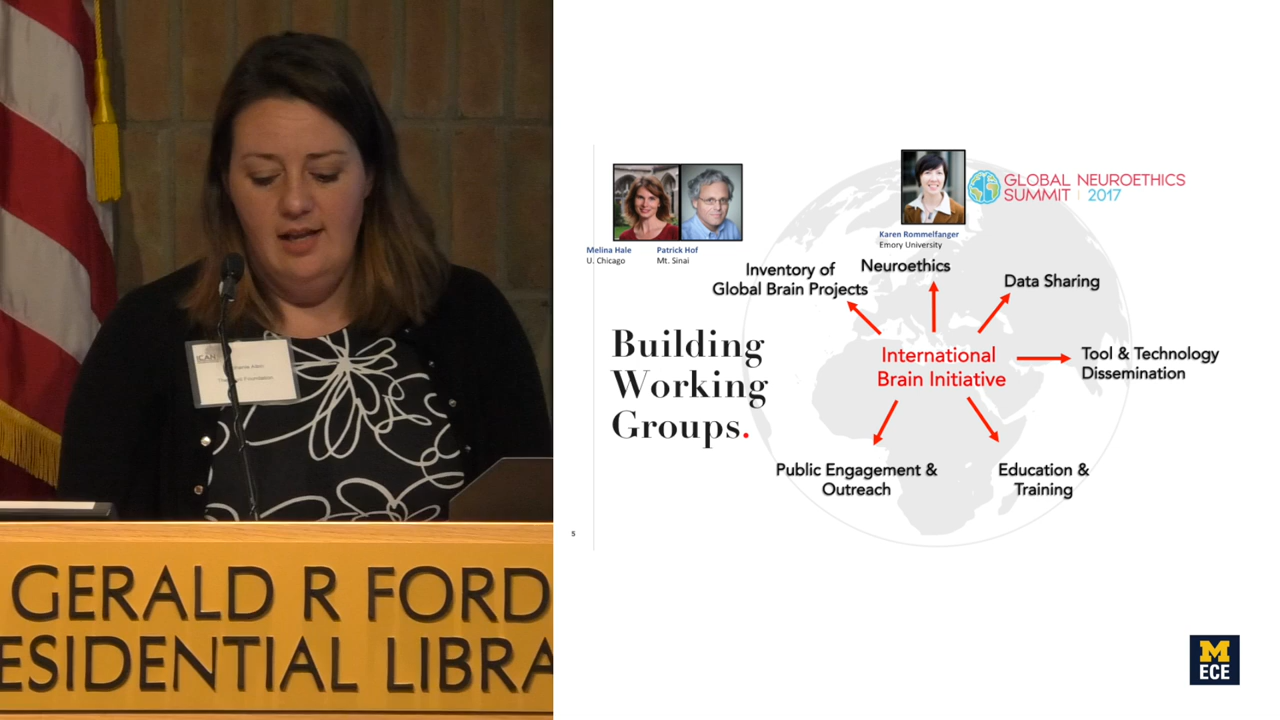 ICAN
Foundation
GERALD R FORD
ESIDENTIAL LIBRA
GLOBAL NEUROETHICS
SUMMIT | 2017
Melina Hale
U. Chicago
Patrick Hof
Mt. Sinai
Karen Rommelfanger
Emory University
Inventory of
Global Brain Projects
Neuroethics
Data Sharing
Building
Working
Groups.
International
Brain Initiative
Tool & Technology
Dissemination
Public Engagement &
Outreach
Education &
Training
5
M
ECE